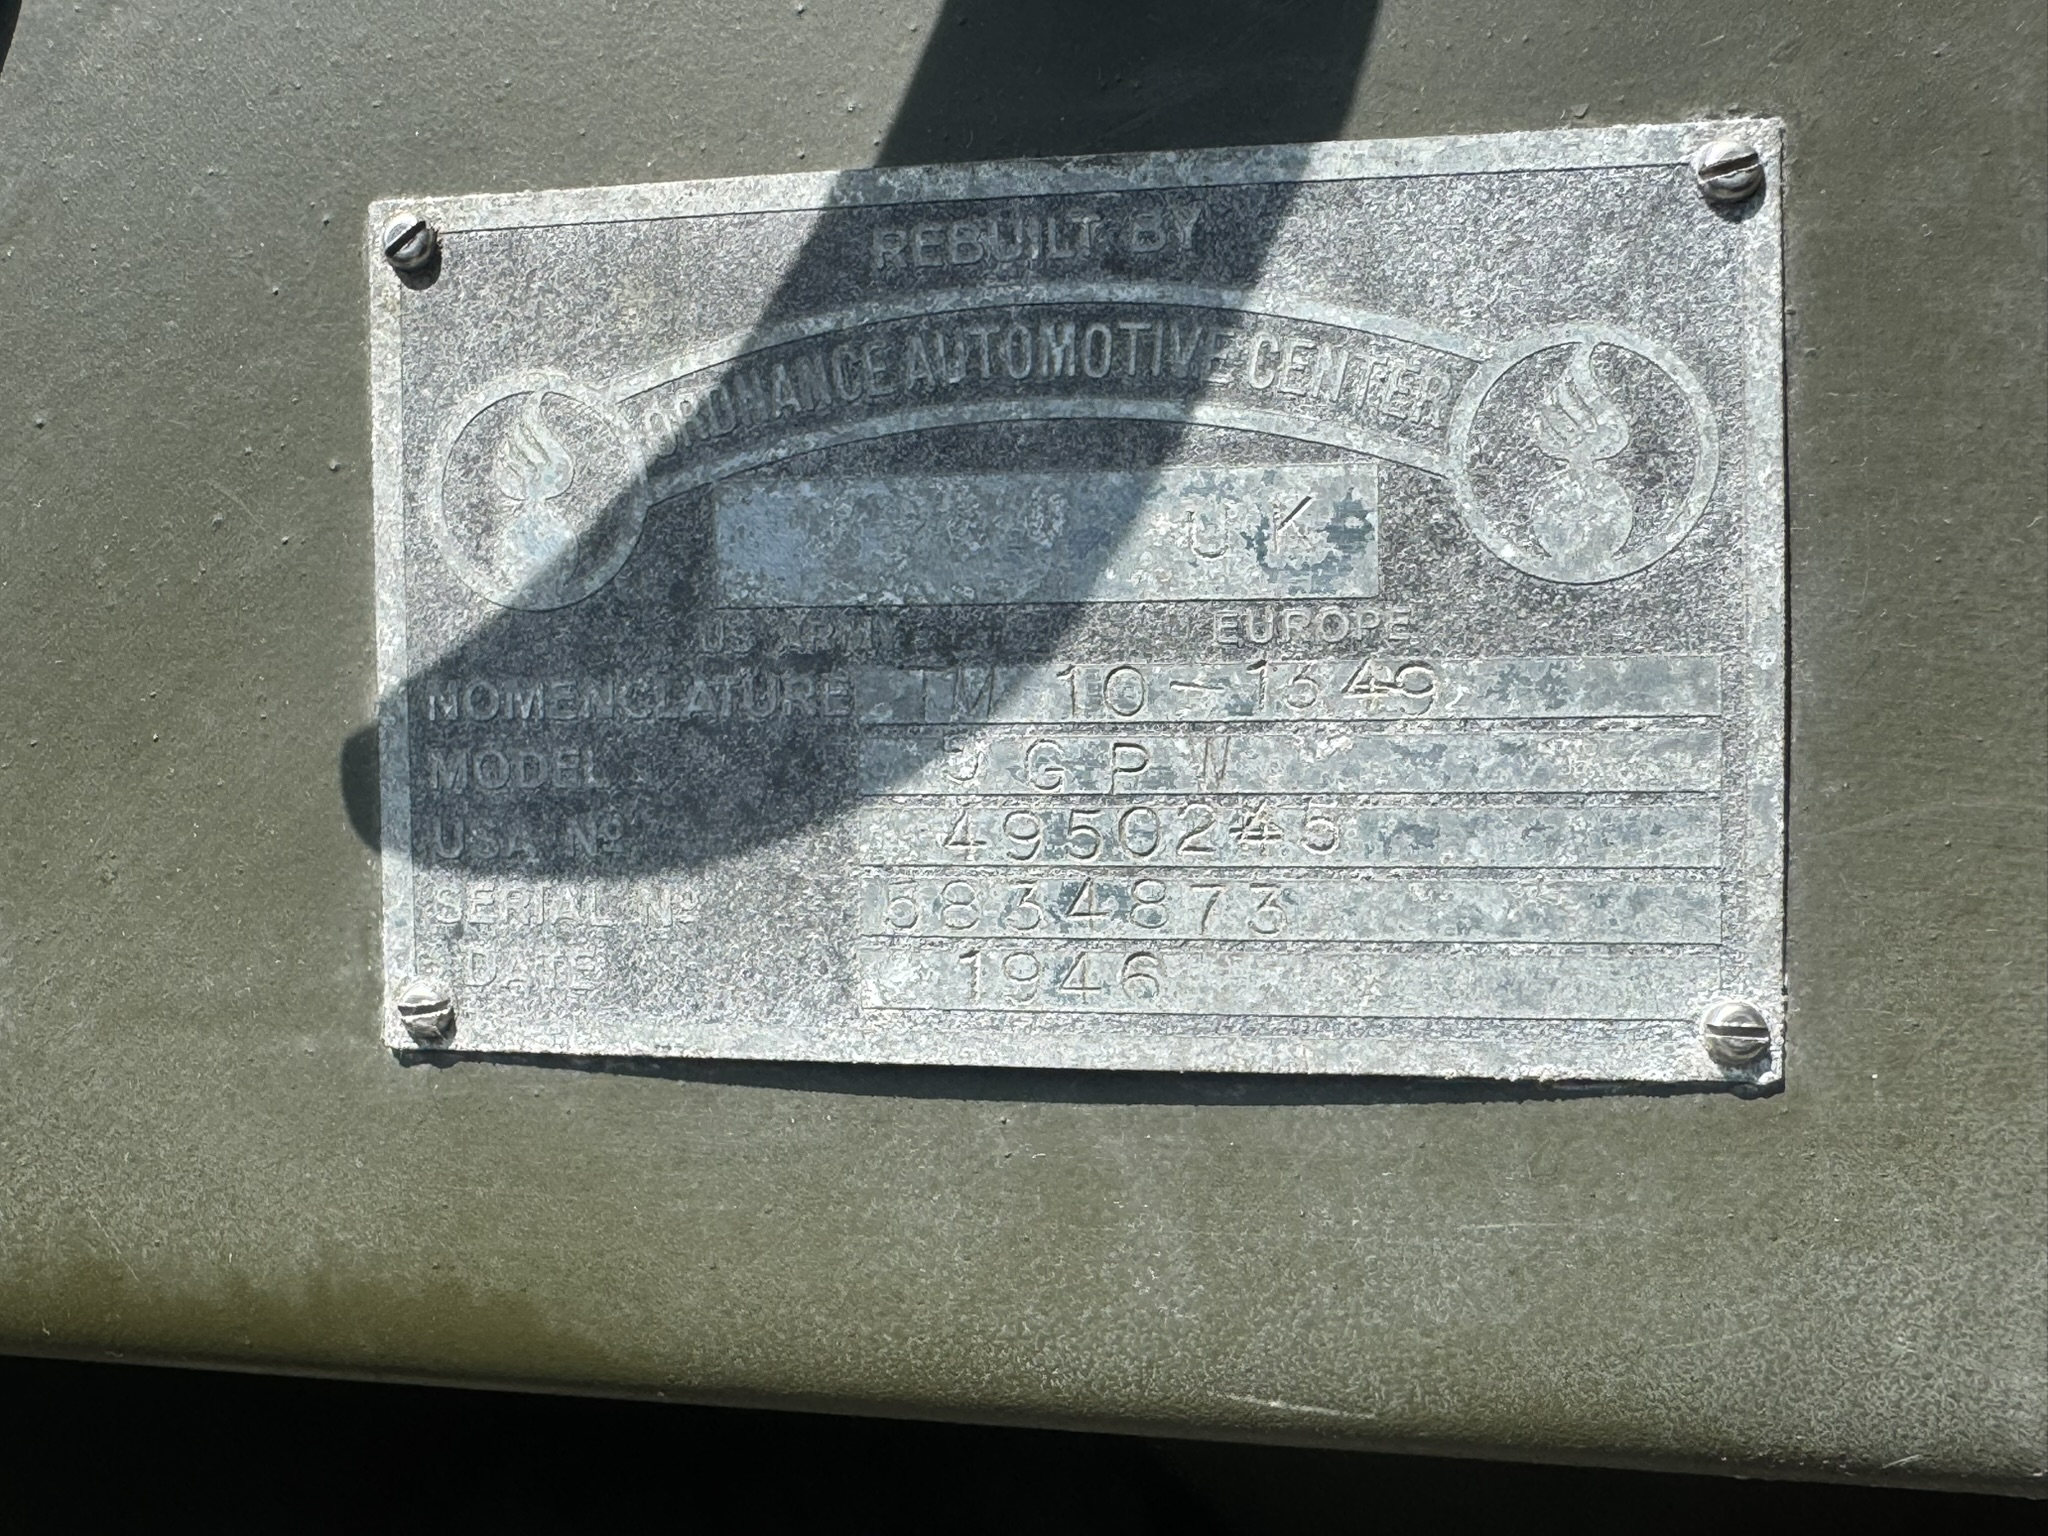 REBUILT BY
ORDNANCE AUTOMOTIVE CENTER
UK
US ARMY EUROPE
NOMENCLATURE TM 10-1349
MODEL JGPW
USA Nº 4950245
SERIAL Nº 5834873
DATE 1946